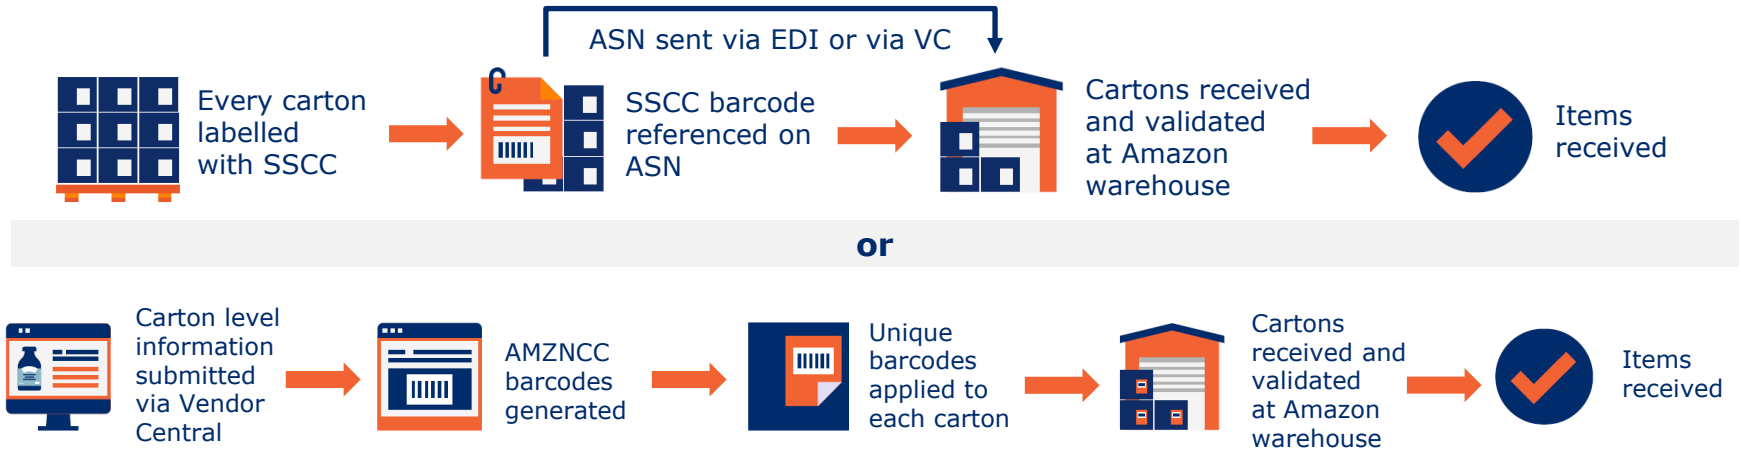 ASN sent via EDI or via VC
Every carton
labelled
with SSCC
SSCC barcode
referenced on
ASN
Cartons received
and validated
at Amazon
warehouse
Items
received
or
Carton level
information
submitted
via Vendor
Central
AMZNCC
barcodes
generated
Unique
barcodes
applied to
each carton
Cartons
received and
validated
at Amazon
warehouse
Items
received